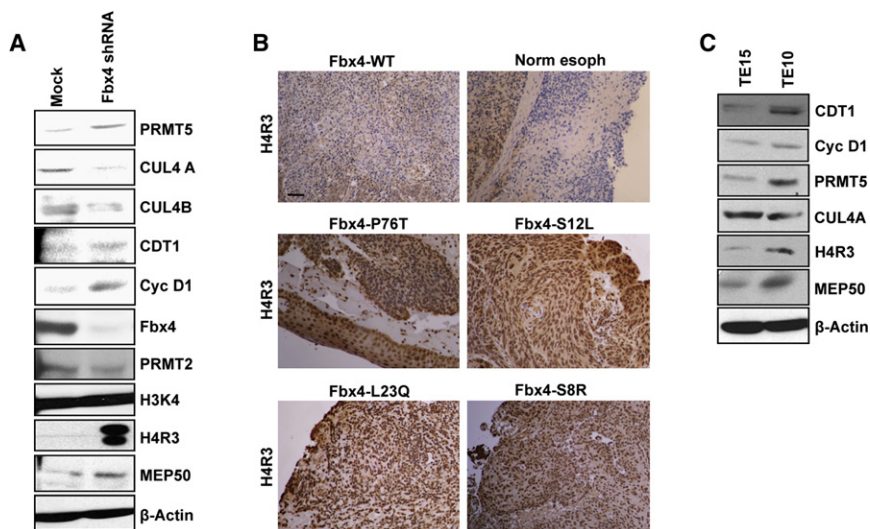 A
Mock
Fbx4 shRNA
PRMT5
CUL4 A
CUL4B
CDT1
Cyc D1
Fbx4
PRMT2
H3K4
H4R3
MEP50
β-Actin
B
Fbx4-WT
Norm esoph
H4R3
Fbx4-P76T
Fbx4-S12L
H4R3
Fbx4-L23Q
Fbx4-S8R
H4R3
C
TE15
TE10
CDT1
Cyc D1
PRMT5
CUL4A
H4R3
MEP50
β-Actin